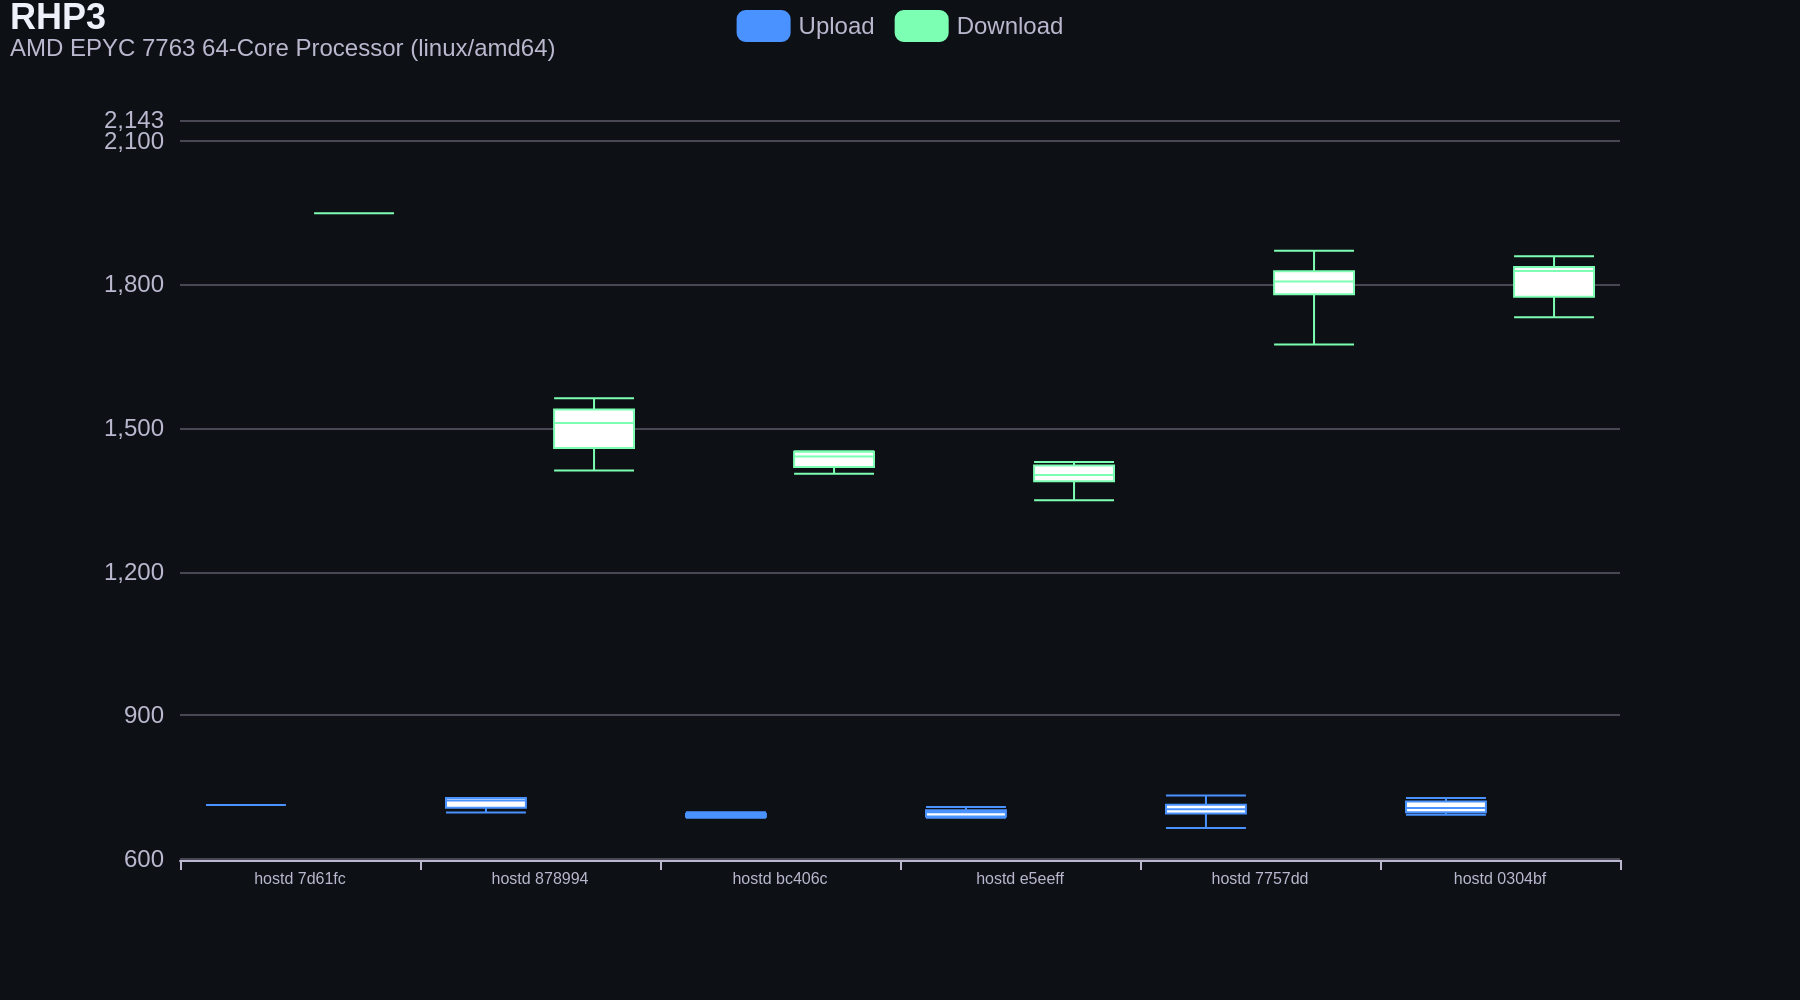 RHP3
AMD EPYC 7763 64-Core Processor (linux/amd64)
Upload Download
2,143
2,100
1,800
1,500
1,200
900
600
hostd 7d61fc hostd 878994 hostd bc406c hostd e5eeff hostd 7757dd hostd 0304bf